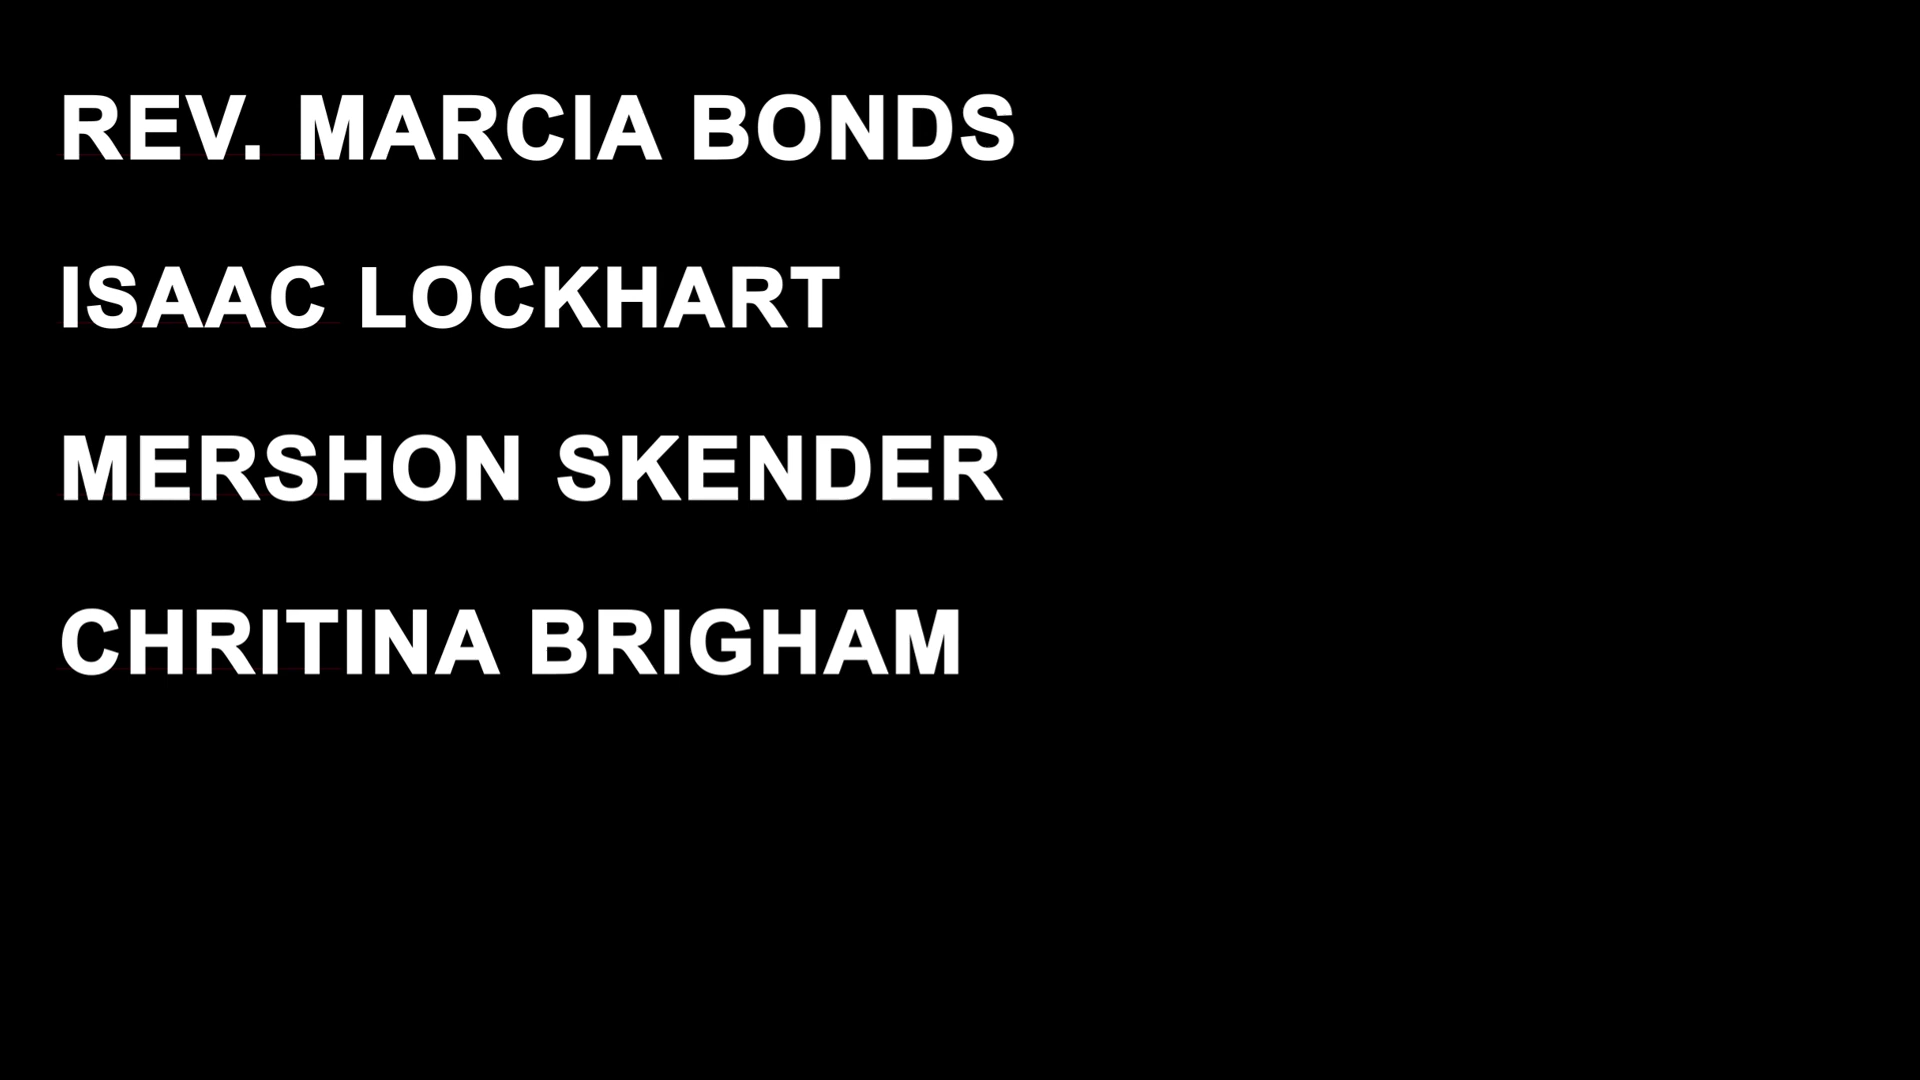 REV. MARCIA BONDS
ISAAC LOCKHART
MERSHON SKENDER
CHRITINA BRIGHAM